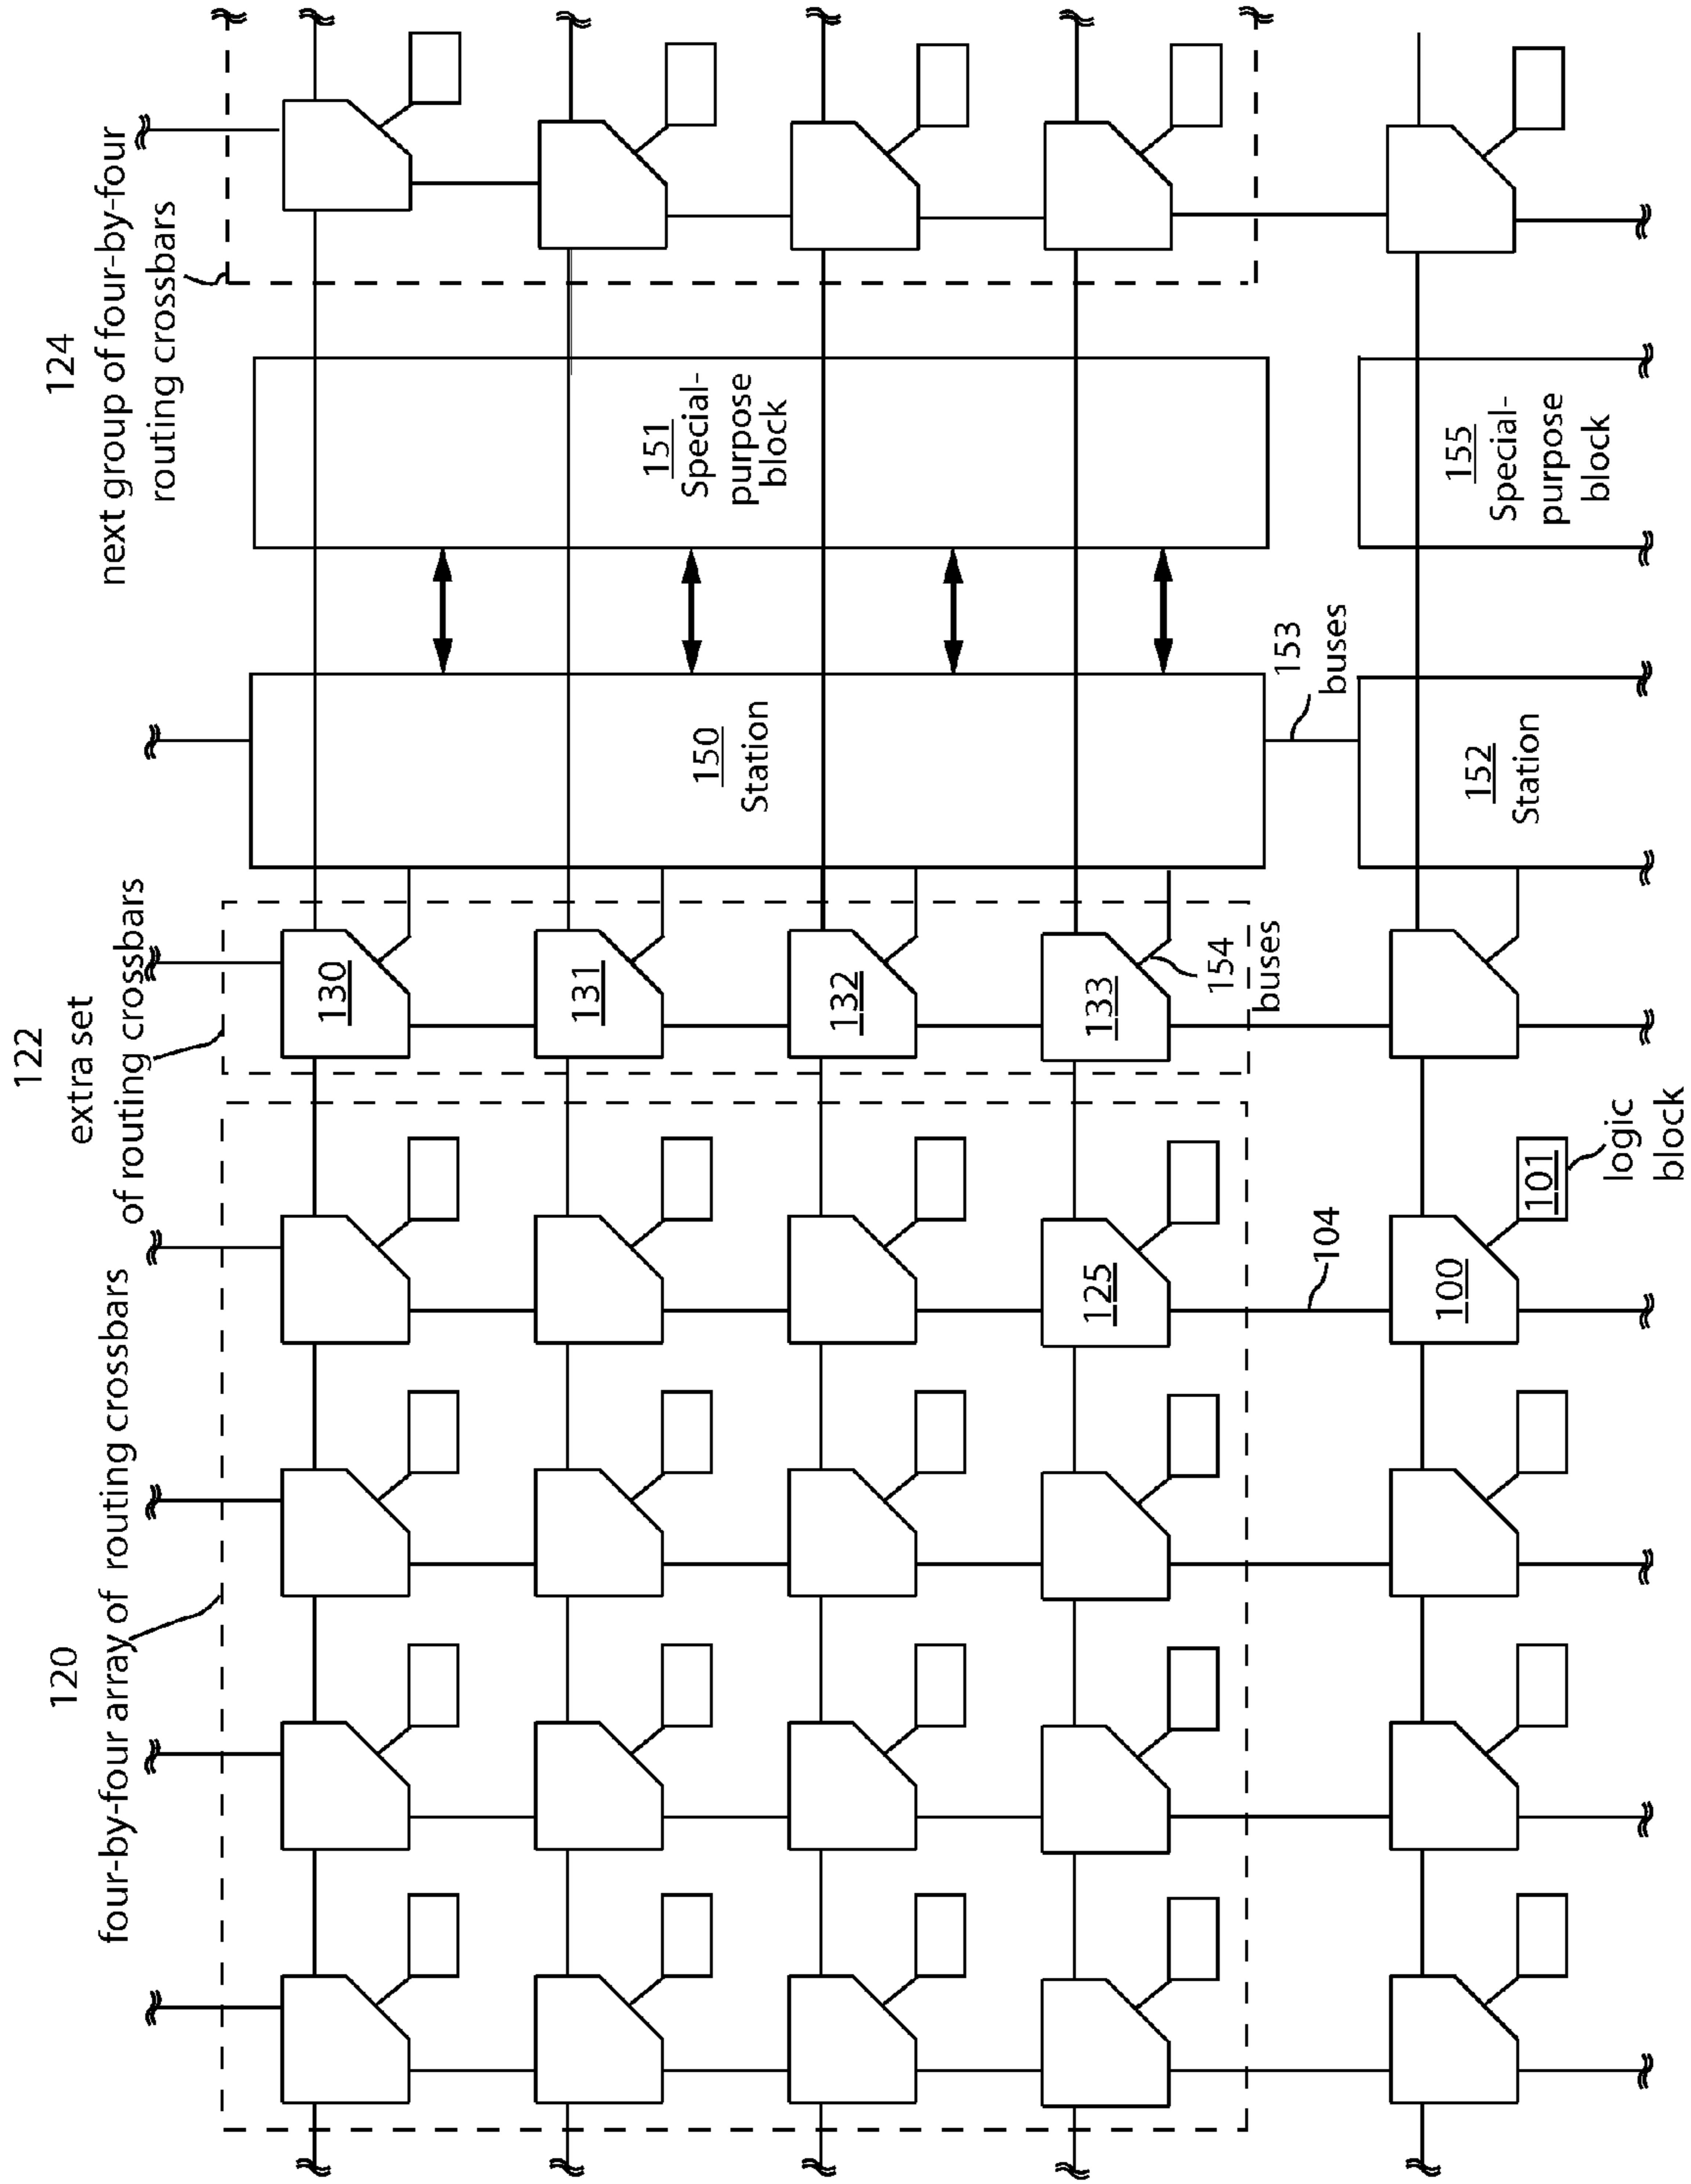 120
four-by-four array of routing crossbars
122
extra set
of routing crossbars
124
next group of four-by-four
routing crossbars
130
131
132
133
154
buses
150
Station
151
Special-
purpose
block
153
buses
125
104
100
101
logic
block
152
Station
155
Special-
purpose
block